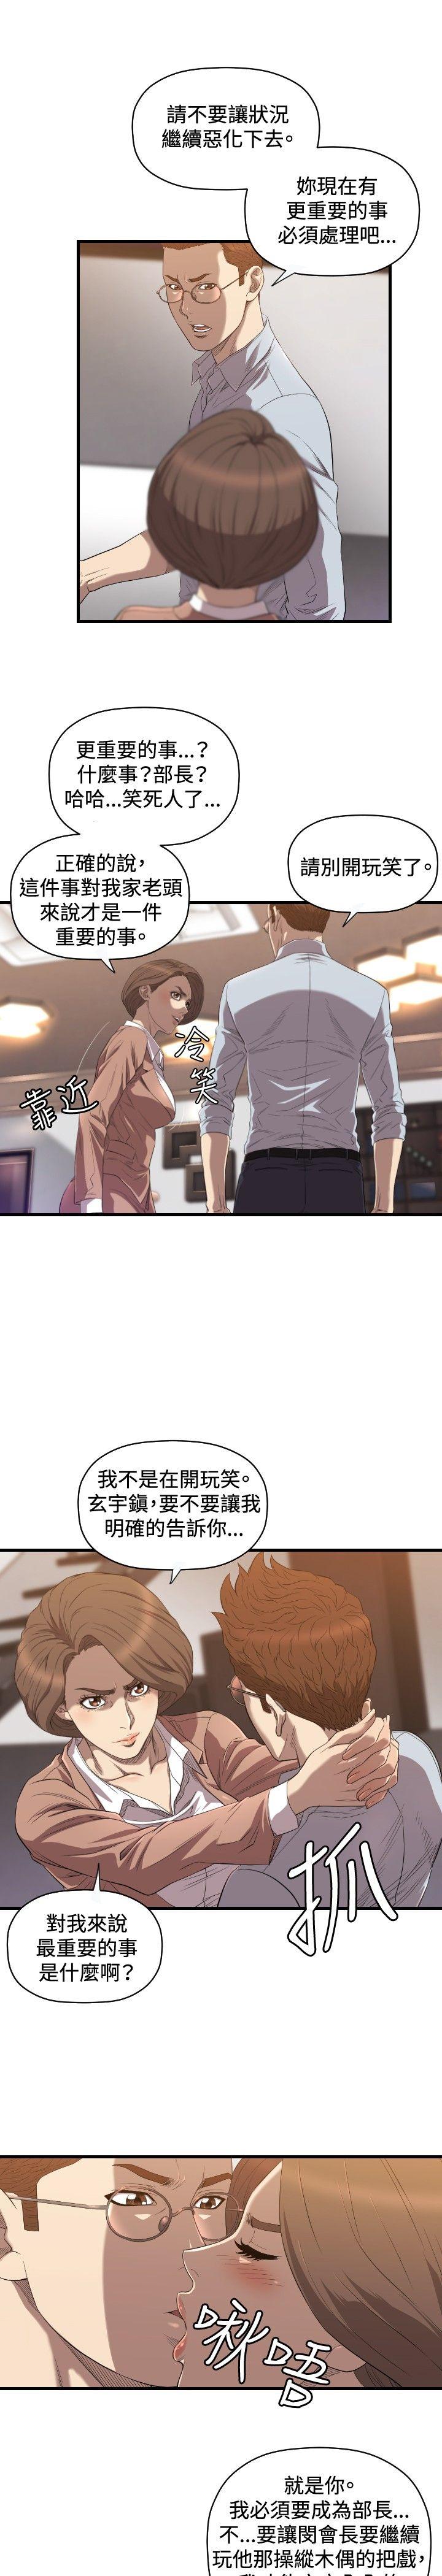 請不要讓狀況
繼續惡化下去。
妳現在有
更重要的事
必須處理吧...
更重要的事...？
什麼事？部長？
哈哈...笑死人了...
正確的說，
這件事對我家老頭
來說才是一件
重要的事。
請別開玩笑了。
冷笑
靠近
我不是在開玩笑。
玄宇鎮，要不要讓我
明確的告訴你...
抓
對我來說
最重要的事
是什麼啊？
啾唔
就是你。
我必須要成為部長...
不...要讓閔會長要繼續
玩他那操縱木偶的把戲，